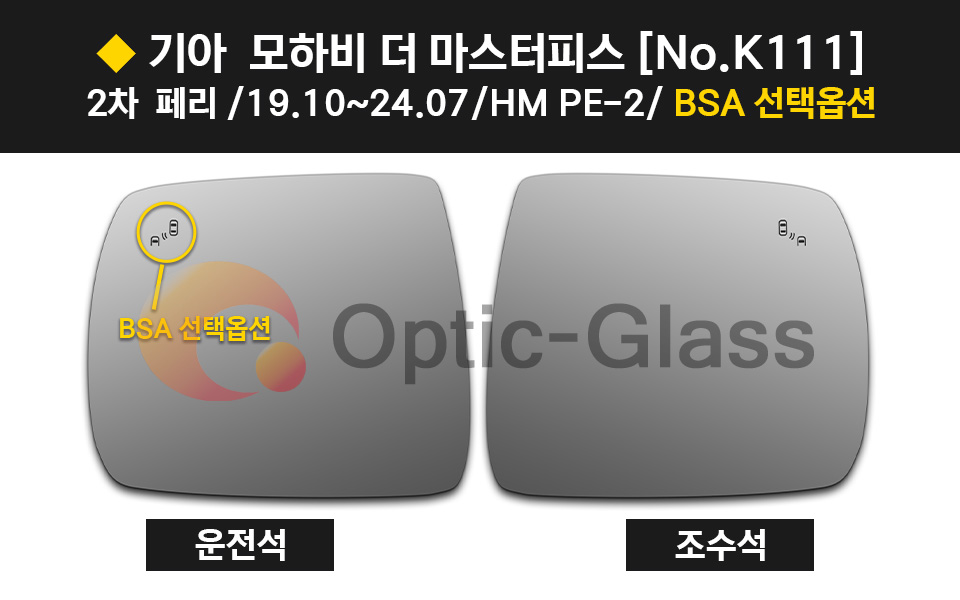 ◆ 기아 모하비 더 마스터피스 [No.K111]
2차 페리 /19.10~24.07/HM PE-2/ BSA 선택옵션
BSA 선택옵션
Optic-Glass
운전석
조수석